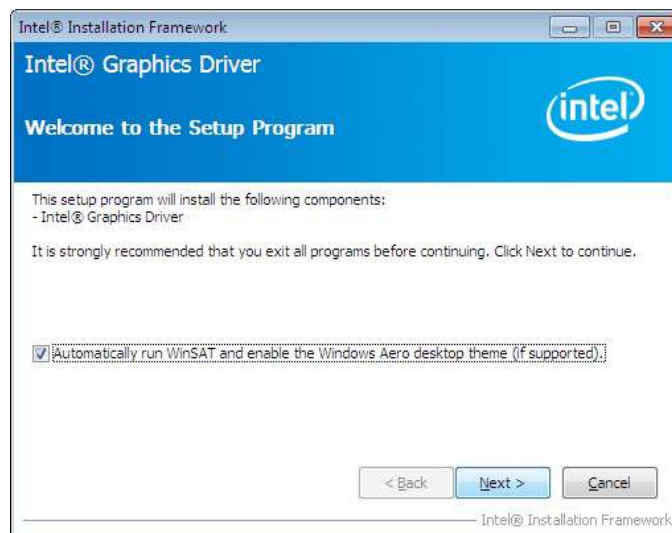 Intel® Installation Framework
Intel® Graphics Driver
Welcome to the Setup Program
intel
This setup program will install the following components:
- Intel® Graphics Driver
It is strongly recommended that you exit all programs before continuing. Click Next to continue.
Automatically run WinSAT and enable the Windows Aero desktop theme (if supported).
< Back Next > Cancel
Intel® Installation Framework